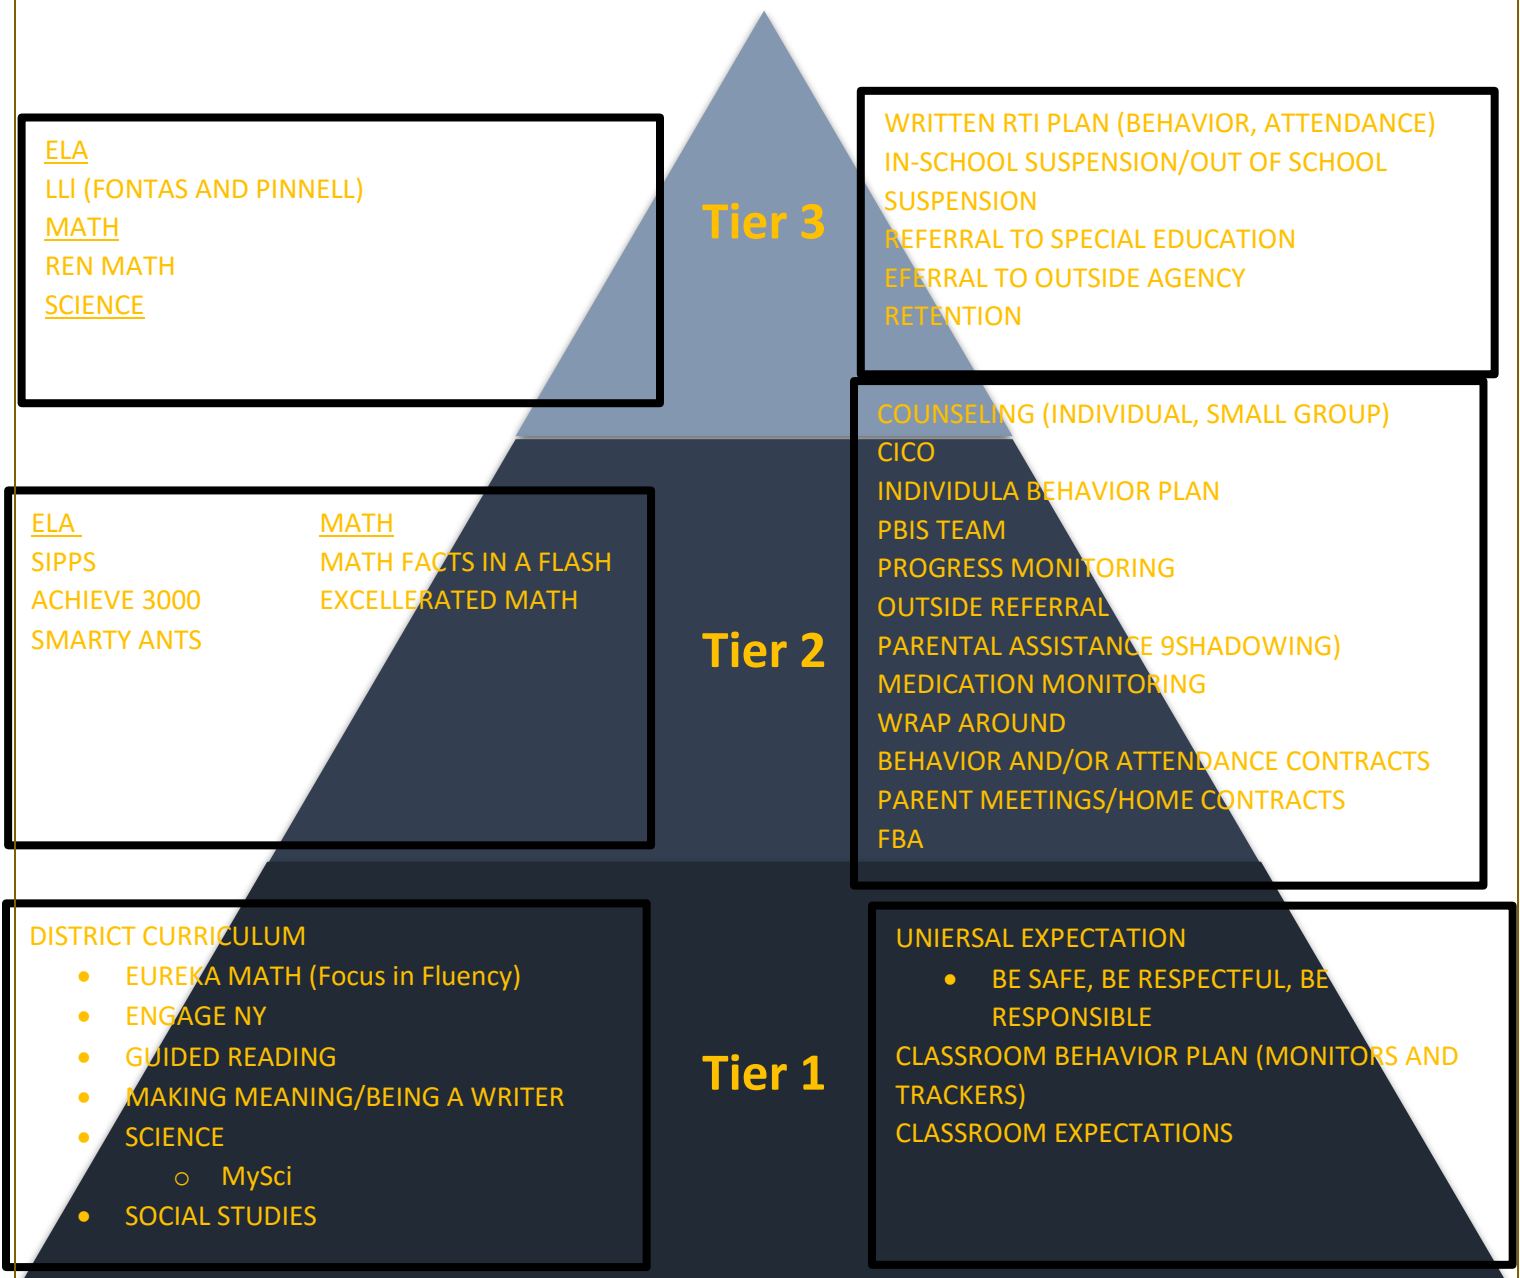 ELA
LLl (FONTAS AND PINNELL)
MATH
REN MATH
SCIENCE
Tier 3
WRITTEN RTI PLAN (BEHAVIOR, ATTENDANCE)
IN-SCHOOL SUSPENSION/OUT OF SCHOOL
SUSPENSION
REFERRAL TO SPECIAL EDUCATION
EFERRAL TO OUTSIDE AGENCY
RETENTION
ELA
SIPPS
ACHIEVE 3000
SMARTY ANTS
MATH
MATH FACTS IN A FLASH
EXCELLERATED MATH
Tier 2
COUNSELING (INDIVIDUAL, SMALL GROUP)
CICO
INDIVIDULA BEHAVIOR PLAN
PBIS TEAM
PROGRESS MONITORING
OUTSIDE REFERRAL
PARENTAL ASSISTANCE 9SHADOWING)
MEDICATION MONITORING
WRAP AROUND
BEHAVIOR AND/OR ATTENDANCE CONTRACTS
PARENT MEETINGS/HOME CONTRACTS
FBA
DISTRICT CURRICULUM
• EUREKA MATH (Focus in Fluency)
• ENGAGE NY
• GUIDED READING
• MAKING MEANING/BEING A WRITER
• SCIENCE
o MySci
• SOCIAL STUDIES
Tier 1
UNIERSAL EXPECTATION
• BE SAFE, BE RESPECTFUL, BE
RESPONSIBLE
CLASSROOM BEHAVIOR PLAN (MONITORS AND
TRACKERS)
CLASSROOM EXPECTATIONS